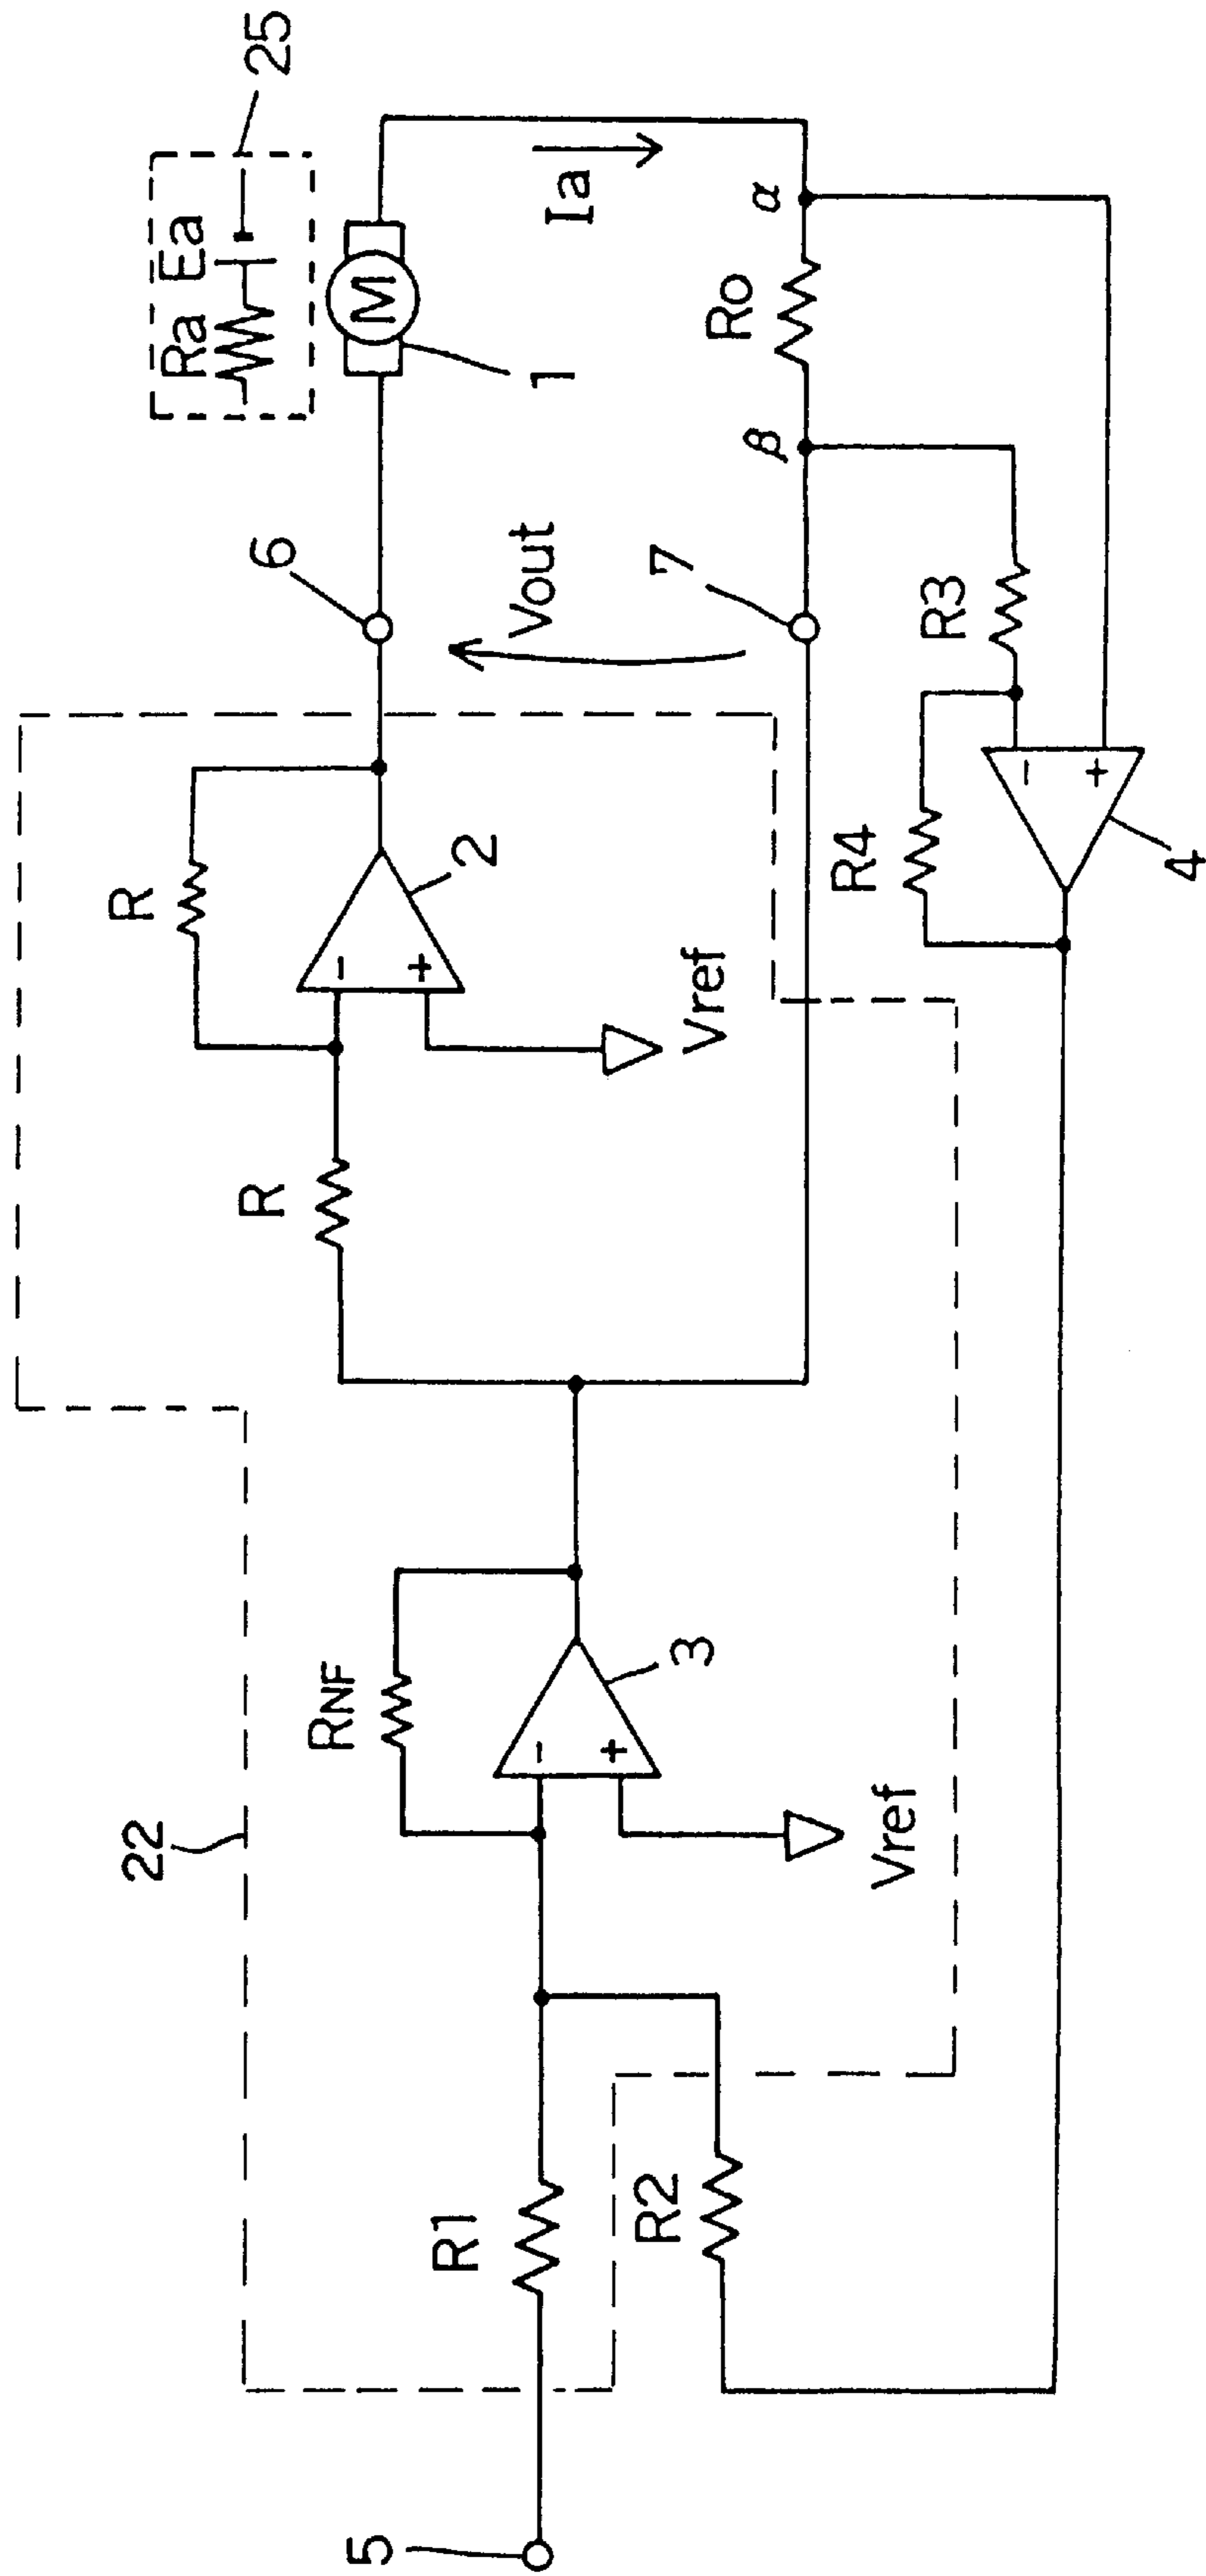 25
Ra Ea
M
1
Ia
α
Ro
β
6
Vout
7
R3
R4
-
+
4
R
-
+
2
Vref
R
22
RNF
-
+
3
Vref
R1
R2
5